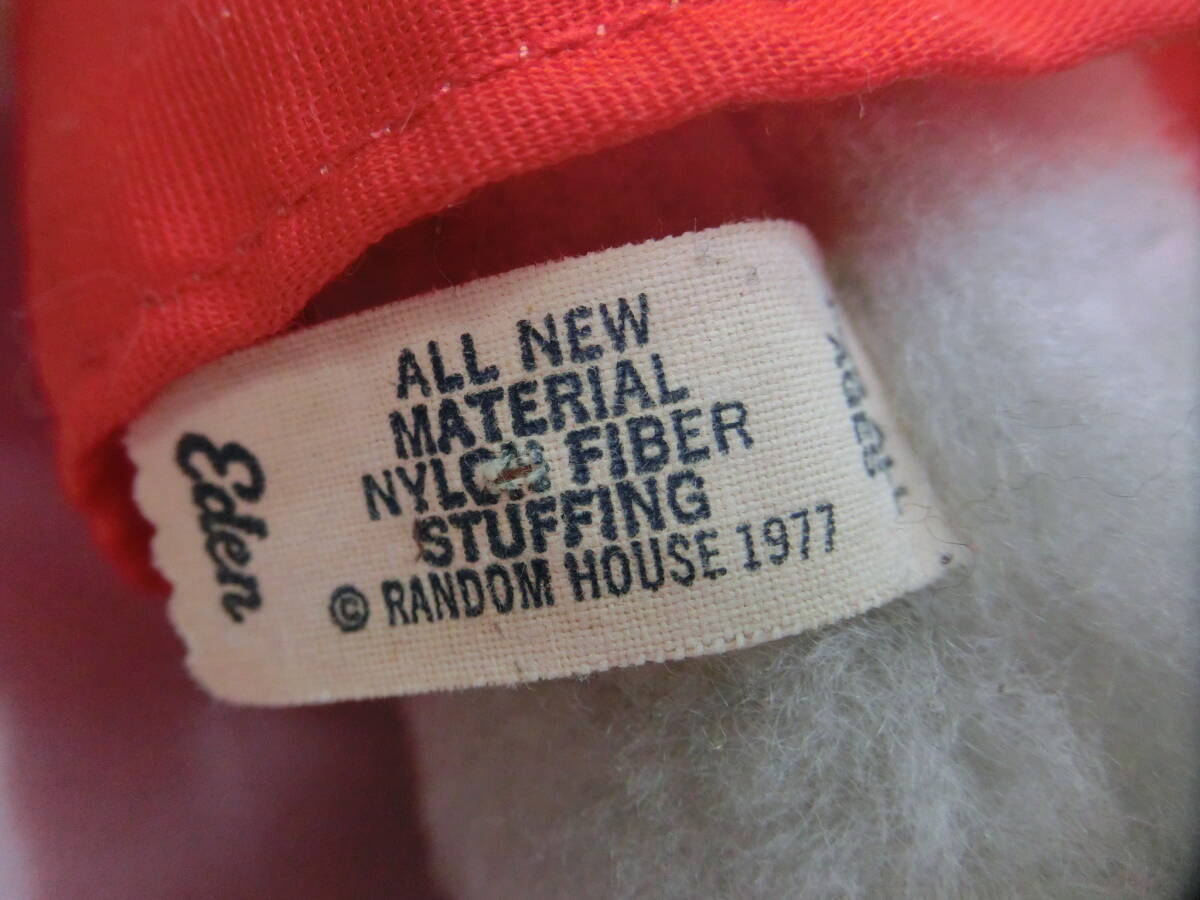 Eden
ALL NEW
MATERIAL
NYLON FIBER
STUFFING
© RANDOM HOUSE 1977